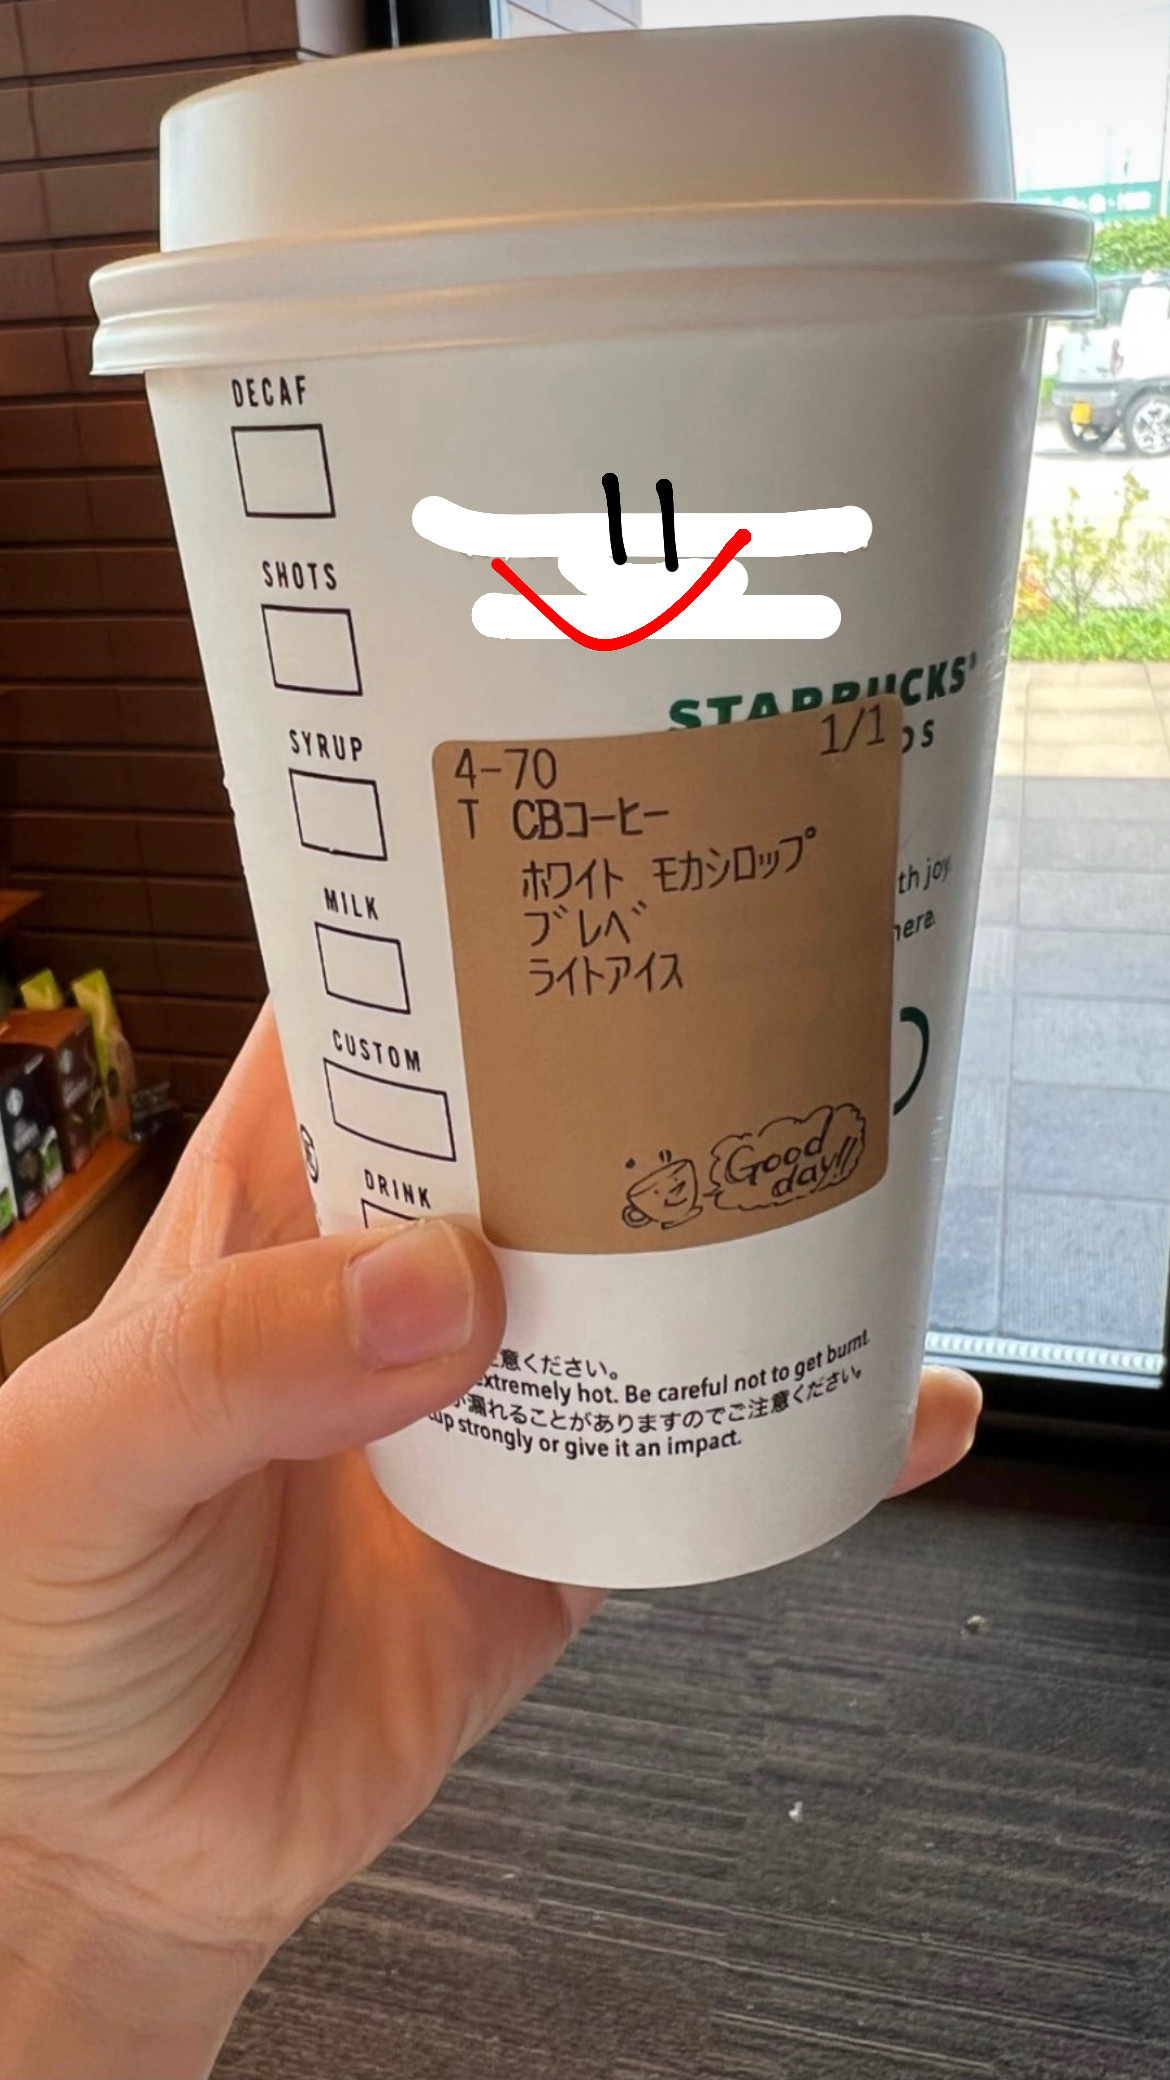 DECAF
SHOTS
SYRUP
MILK
CUSTOM
DRINK
STARBUCKS®
4-70 1/1
T CBコーヒー
ホワイト モカシロップ
ブレベ
ライトアイス
Good
day!!
th joy
here.
意ください。
extremely hot. Be careful not to get burnt.
漏れることがありますのでご注意ください。
cup strongly or give it an impact.